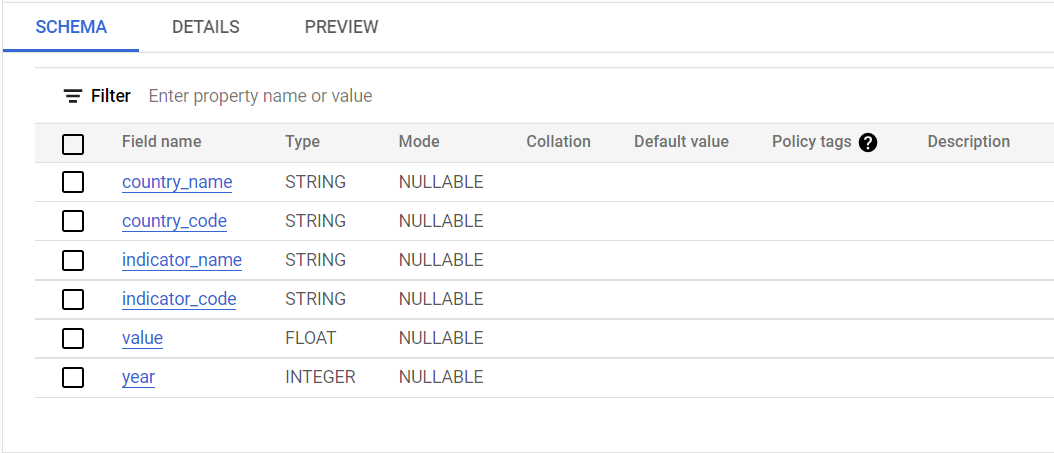 SCHEMA DETAILS PREVIEW
Filter Enter property name or value
Field name Type Mode Collation Default value Policy tags ? Description
country_name STRING NULLABLE
country_code STRING NULLABLE
indicator_name STRING NULLABLE
indicator_code STRING NULLABLE
value FLOAT NULLABLE
year INTEGER NULLABLE